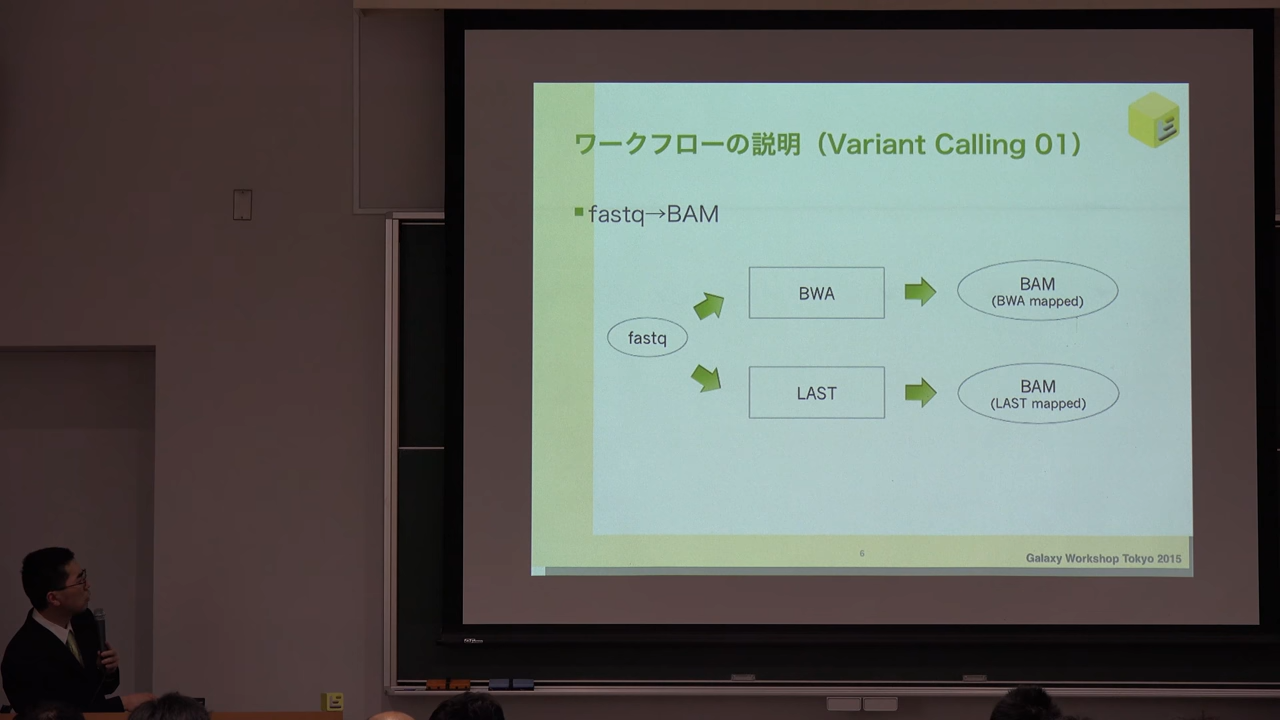 ワークフローの説明（Variant Calling 01）
fastq→BAM
fastq
BWA
BAM
(BWA mapped)
LAST
BAM
(LAST mapped)
6
Galaxy Workshop Tokyo 2015